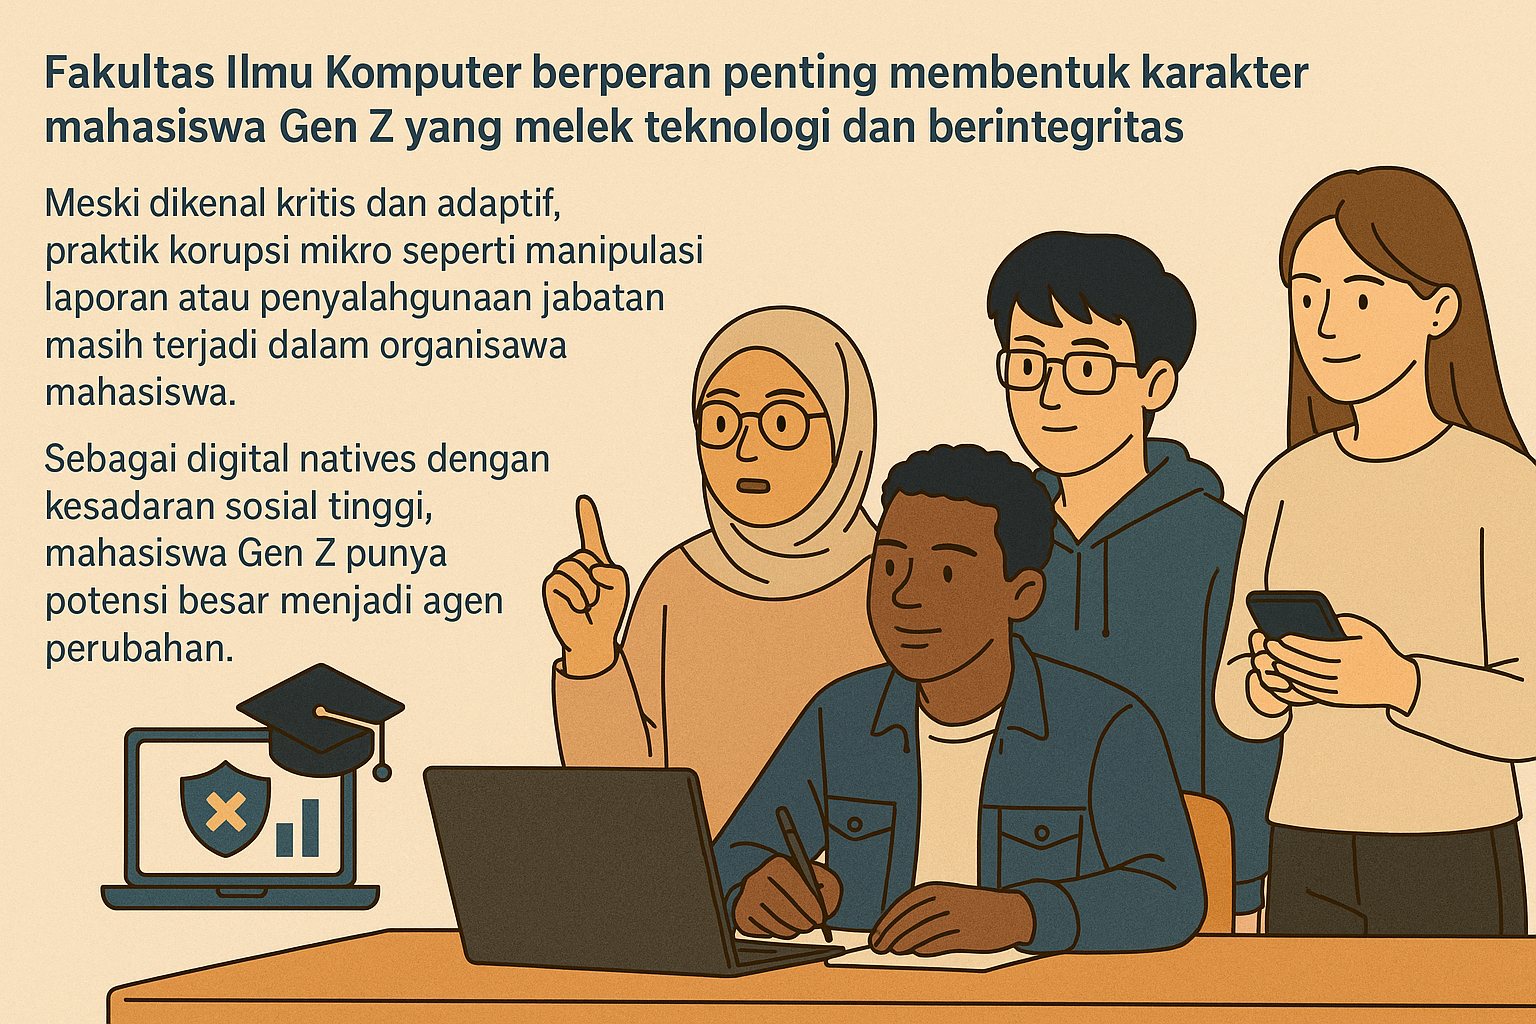 Fakultas Ilmu Komputer berperan penting membentuk karakter
mahasiswa Gen Z yang melek teknologi dan berintegritas
Meski dikenal kritis dan adaptif,
praktik korupsi mikro seperti manipulasi
laporan atau penyalahgunaan jabatan
masih terjadi dalam organisawa
mahasiswa.
Sebagai digital natives dengan
kesadaran sosial tinggi,
mahasiswa Gen Z punya
potensi besar menjadi agen
perubahan.